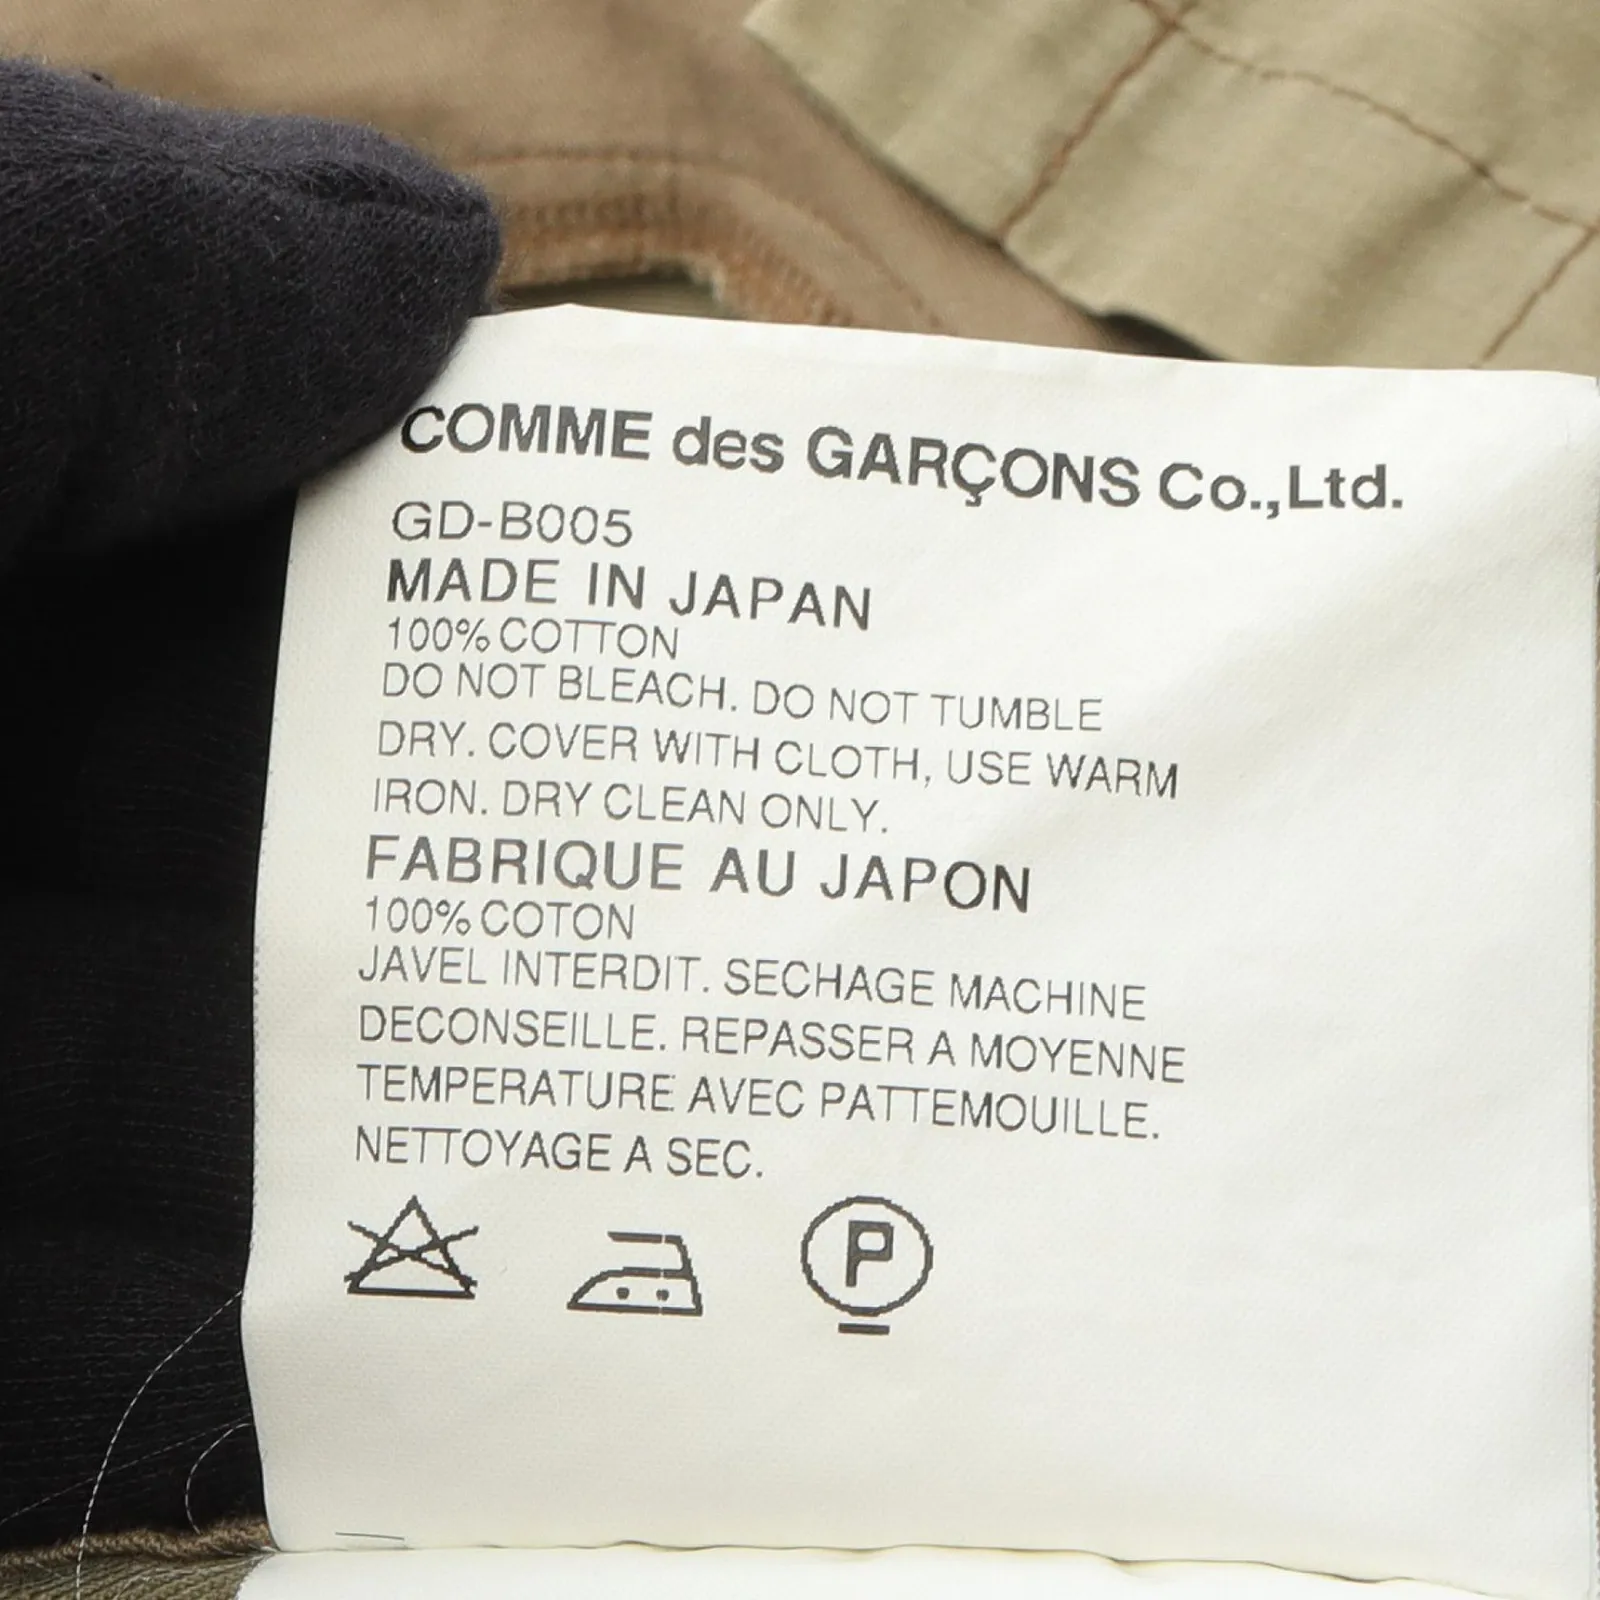 COMME des GARÇONS Co.,Ltd.
GD-B005
MADE IN JAPAN
100% COTTON
DO NOT BLEACH. DO NOT TUMBLE
DRY. COVER WITH CLOTH, USE WARM
IRON. DRY CLEAN ONLY.
FABRIQUE AU JAPON
100% COTON
JAVEL INTERDIT. SECHAGE MACHINE
DECONSEILLE. REPASSER A MOYENNE
TEMPERATURE AVEC PATTEMOUILLE.
NETTOYAGE A SEC.
P